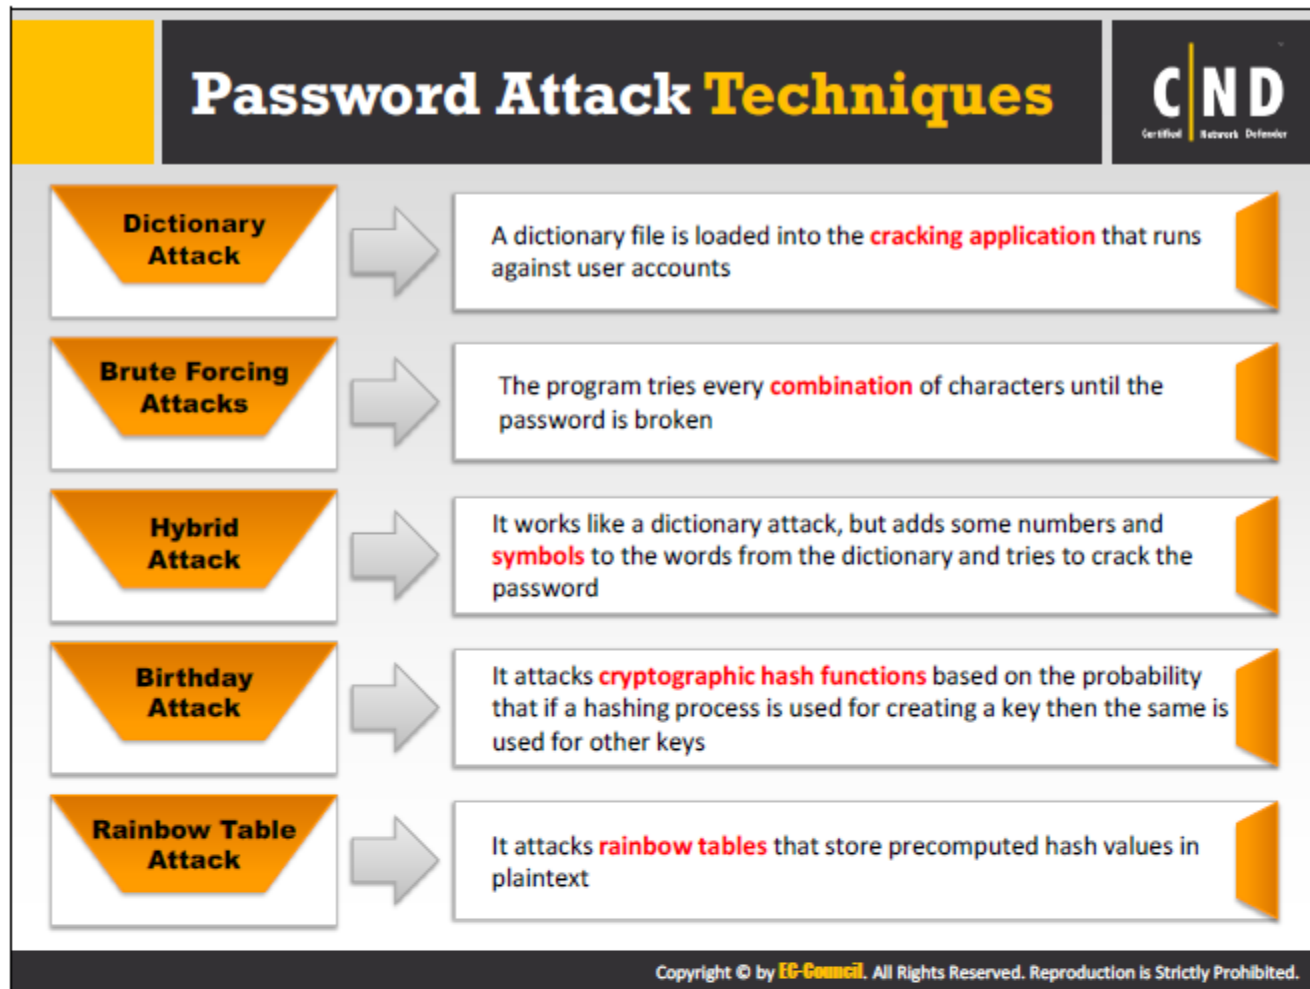 Password Attack Techniques
C|ND
Certified Network Defender
Dictionary
Attack
A dictionary file is loaded into the cracking application that runs
against user accounts
Brute Forcing
Attacks
The program tries every combination of characters until the
password is broken
Hybrid
Attack
It works like a dictionary attack, but adds some numbers and
symbols to the words from the dictionary and tries to crack the
password
Birthday
Attack
It attacks cryptographic hash functions based on the probability
that if a hashing process is used for creating a key then the same is
used for other keys
Rainbow Table
Attack
It attacks rainbow tables that store precomputed hash values in
plaintext
Copyright © by EC-Council. All Rights Reserved. Reproduction is Strictly Prohibited.